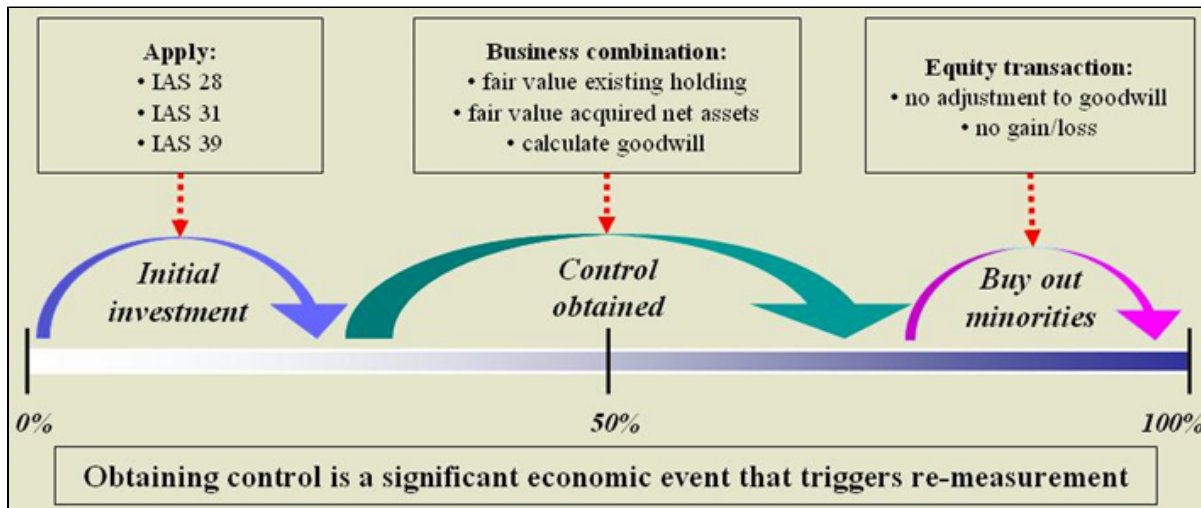 Apply:
• IAS 28
• IAS 31
• IAS 39
Business combination:
• fair value existing holding
• fair value acquired net assets
• calculate goodwill
Equity transaction:
• no adjustment to goodwill
• no gain/loss
Initial
investment
Control
obtained
Buy out
minorities
0%
50%
100%
Obtaining control is a significant economic event that triggers re-measurement